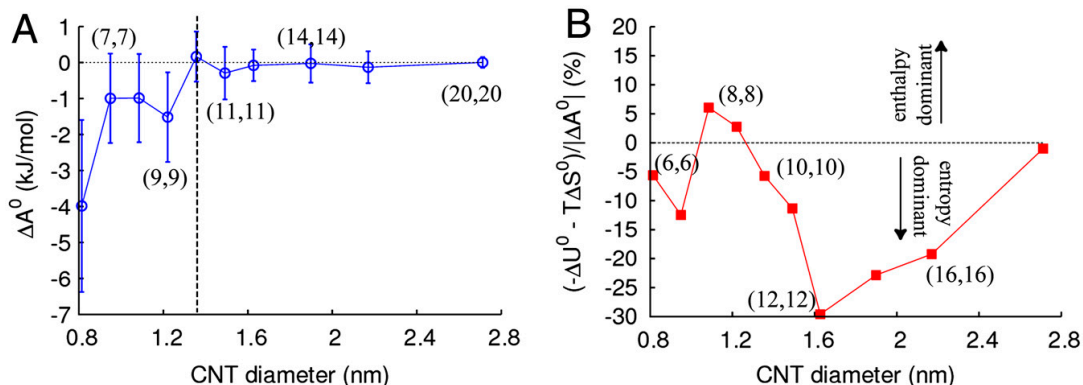 A
1
0
-1
-2
-3
-4
-5
-6
-7
ΔA⁰ (kJ/mol)
(7,7)
(14,14)
(11,11)
(20,20
(9,9)
0.8 1.2 1.6 2 2.4 2.8
CNT diameter (nm)
B
20
15
10
5
0
-5
-10
-15
-20
-25
-30
(-ΔU⁰ - TΔS⁰)/|ΔA⁰| (%)
enthalpy
dominant
(8,8)
(6,6)
(10,10)
entropy
dominant
(16,16)
(12,12)
0.8 1.2 1.6 2 2.4 2.8
CNT diameter (nm)